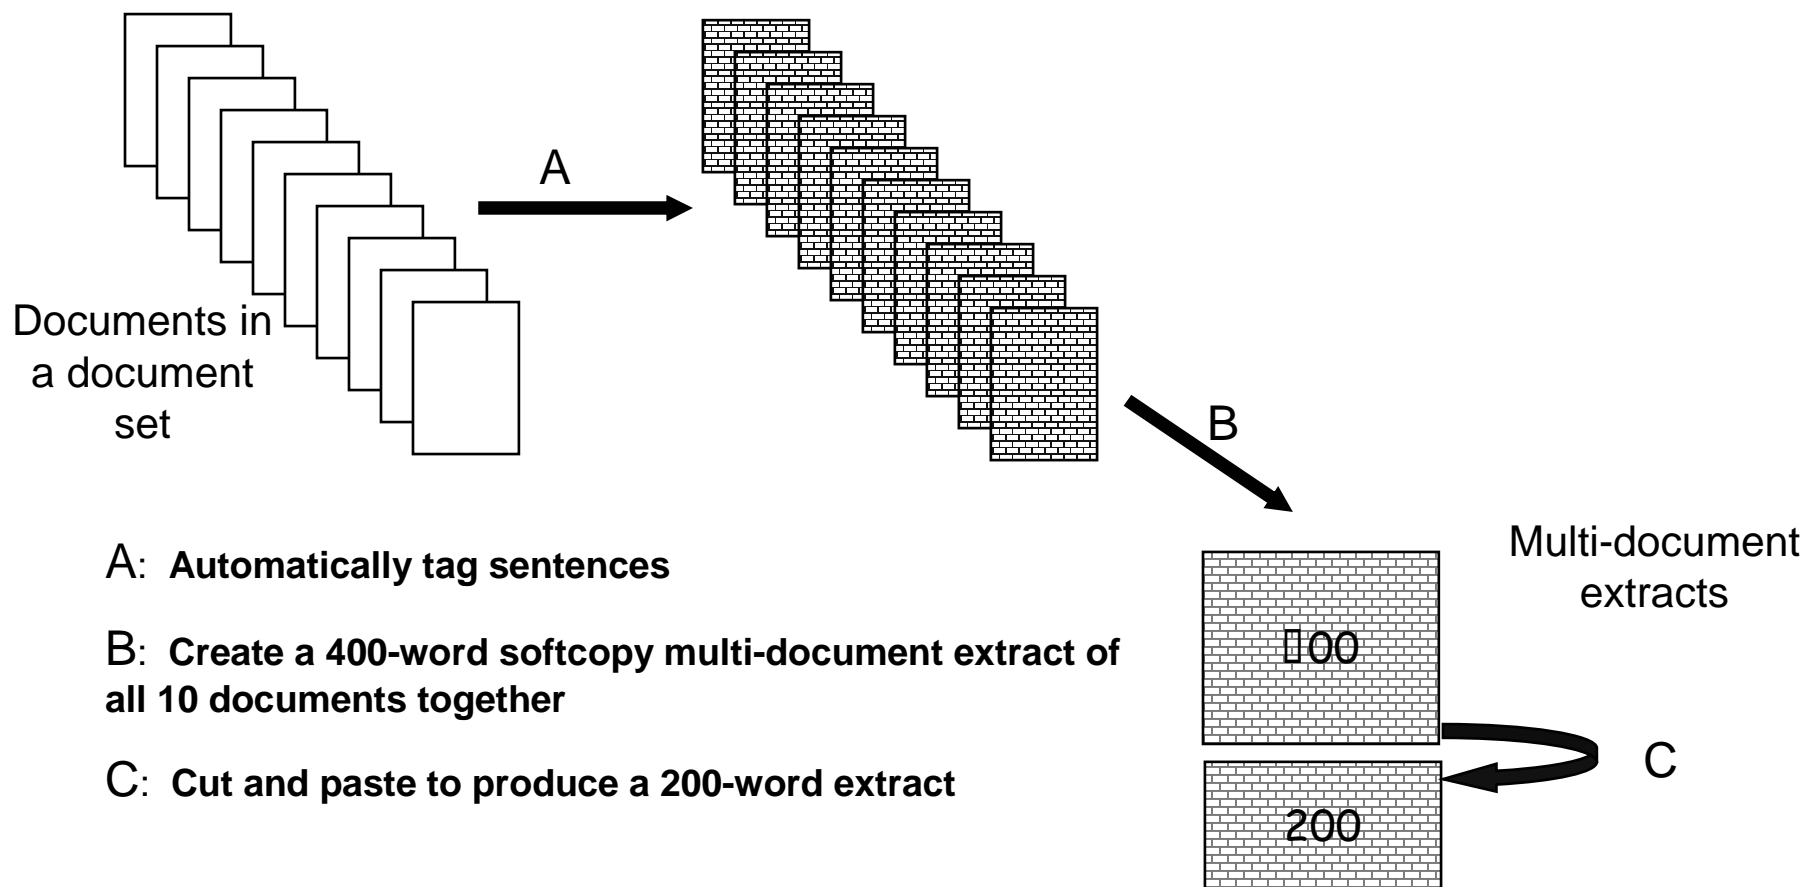 A
Documents in
a document
set
B
A: Automatically tag sentences
Multi-document
extracts
B: Create a 400-word softcopy multi-document extract of
all 10 documents together
00
C: Cut and paste to produce a 200-word extract
C
200